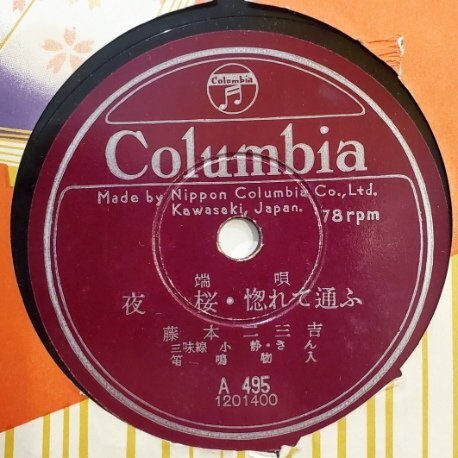 Columbia
Columbia
Made by Nippon Columbia Co., Ltd.
Kawasaki, Japan.
78rpm
端唄
夜桜・惚れて通ふ
藤本二三吉
三味線 小静・きん
笛 鳴物入
A 495
1201400